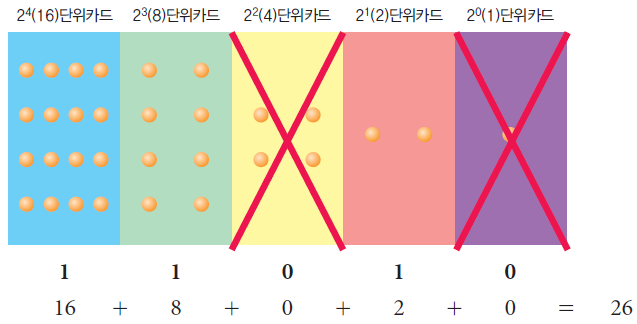 2⁴(16)단위카드 2³(8)단위카드 2²(4)단위카드 2¹(2)단위카드 2⁰(1)단위카드
1 1 0 1 0
16 + 8 + 0 + 2 + 0 = 26